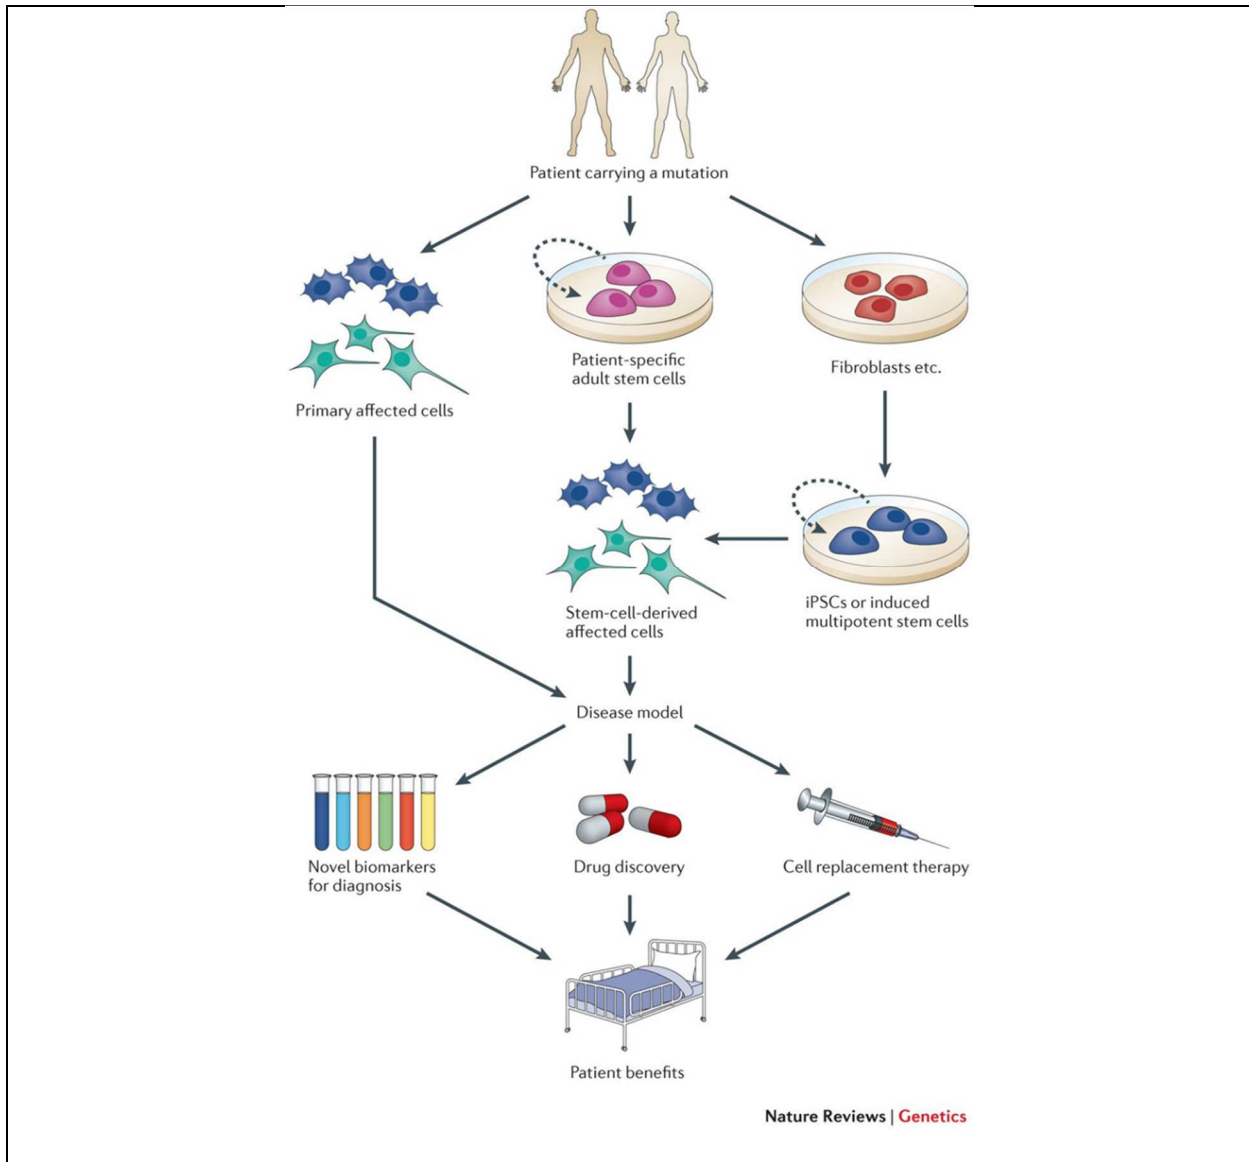 Patient carrying a mutation
Patient-specific
adult stem cells
Fibroblasts etc.
Primary affected cells
iPSCs or induced
multipotent stem cells
Stem-cell-derived
affected cells
Disease model
Novel biomarkers
for diagnosis
Drug discovery
Cell replacement therapy
Patient benefits
Nature Reviews | Genetics